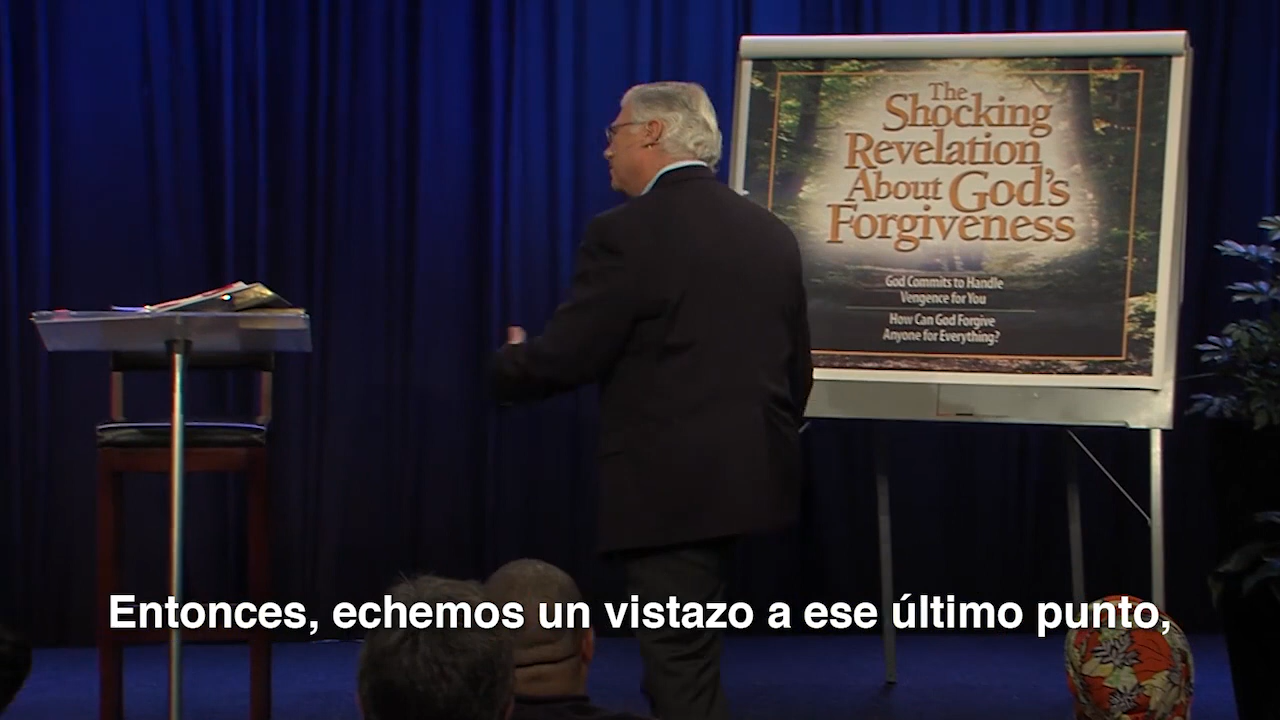 The
Shocking
Revelation
About God's
Forgiveness
God Commits to Handle
Vengence for You
How Can God Forgive
Anyone for Everything?
Entonces, echemos un vistazo a ese último punto,